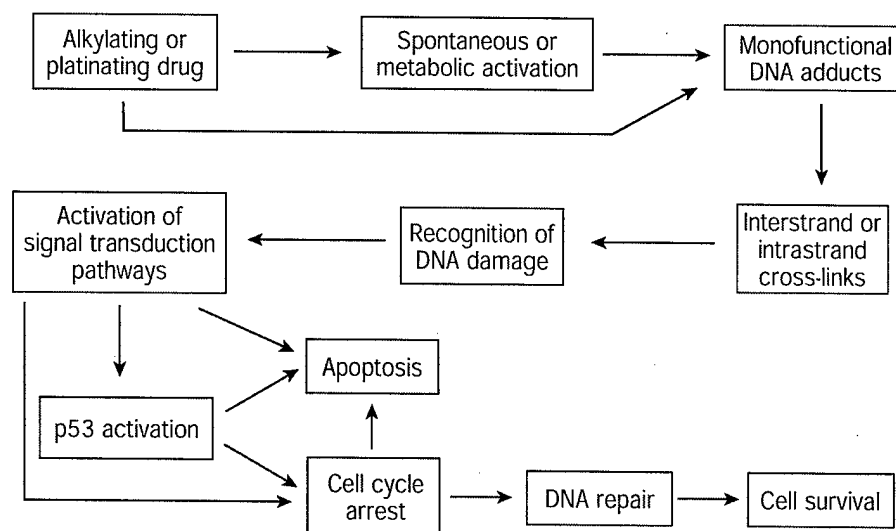 Alkylating or
platinating drug
Spontaneous or
metabolic activation
Monofunctional
DNA adducts
Activation of
signal transduction
pathways
Recognition of
DNA damage
Interstrand or
intrastrand
cross-links
Apoptosis
p53 activation
Cell cycle
arrest
DNA repair
Cell survival